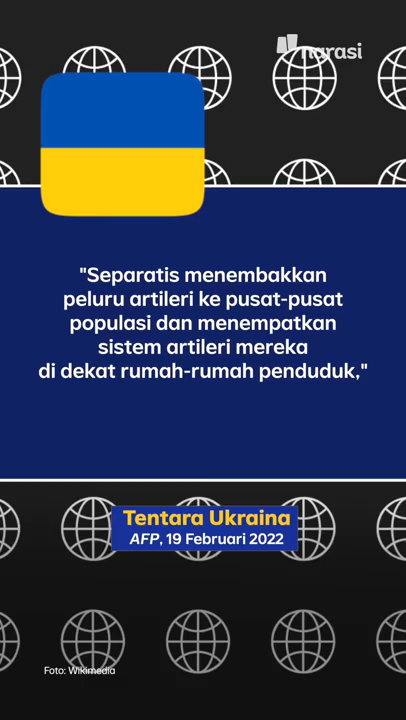 narasi
"Separatis menembakkan
peluru artileri ke pusat-pusat
populasi dan menempatkan
sistem artileri mereka
di dekat rumah-rumah penduduk,"
Tentara Ukraina
AFP, 19 Februari 2022
Foto: Wikimedia